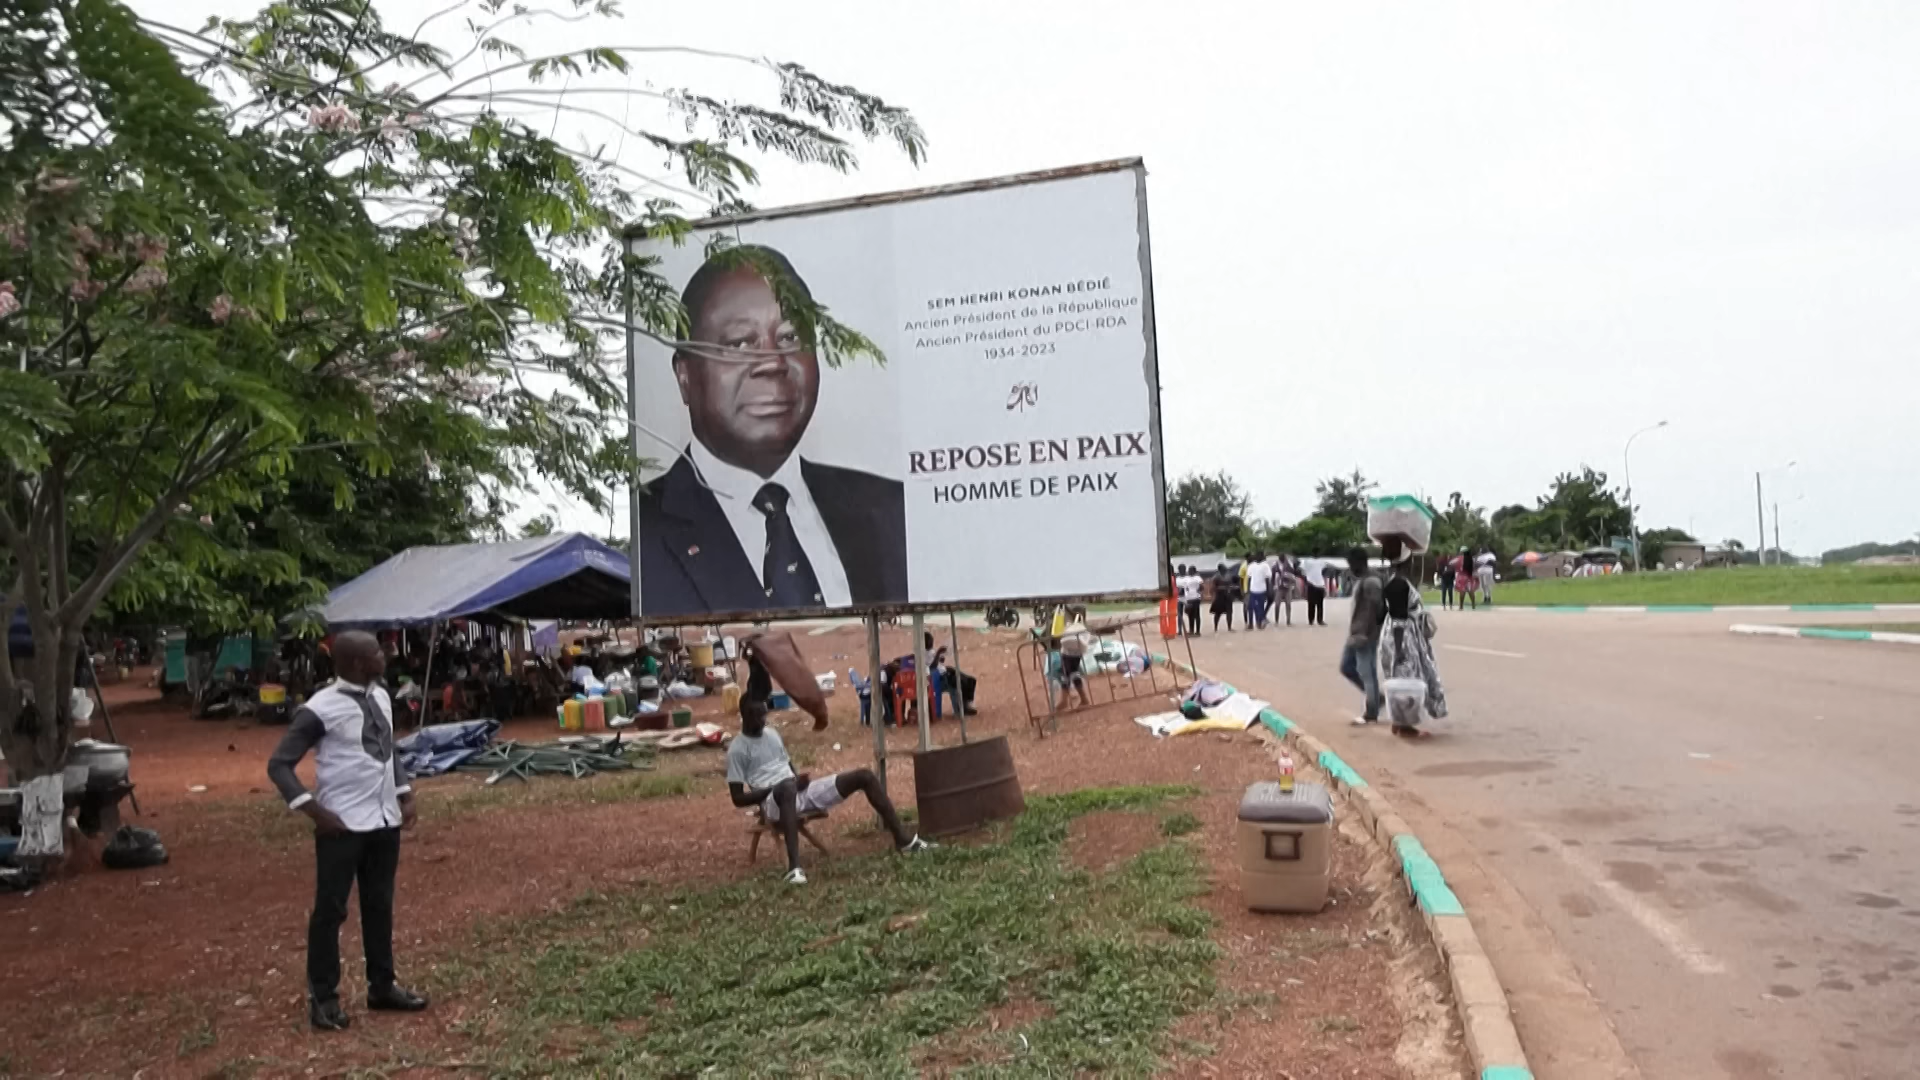 SEM HENRI KONAN BÉDIÉ
Ancien Président de la République
Ancien Président du PDCI-RDA
1934-2023
REPOSE EN PAIX
HOMME DE PAIX